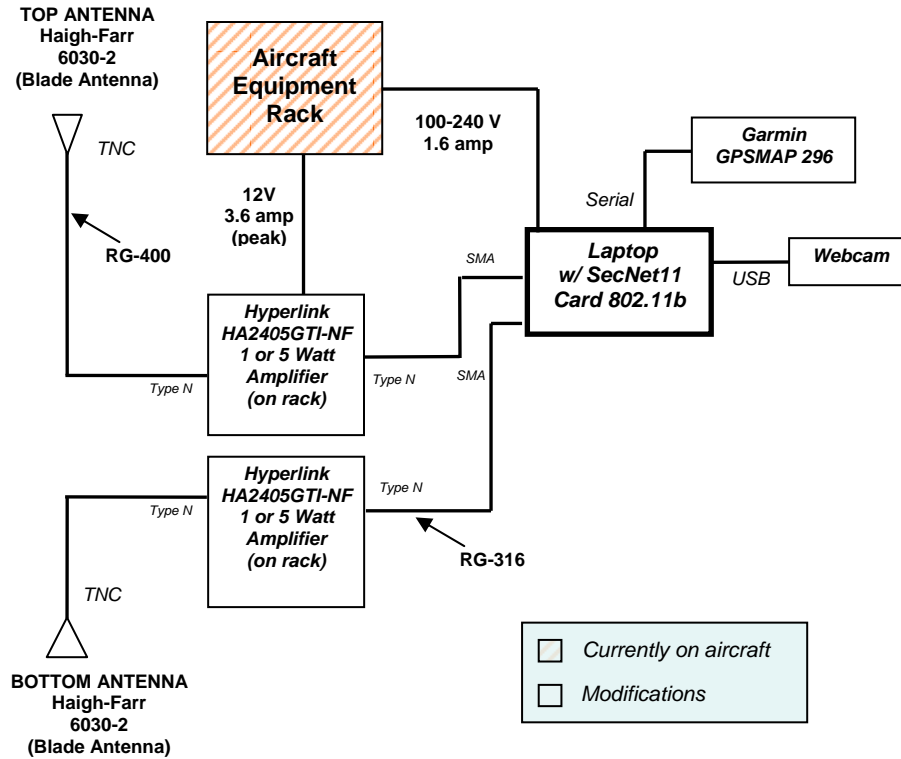 TOP ANTENNA
Haigh-Farr
6030-2
(Blade Antenna)
TNC
RG-400
Aircraft
Equipment
Rack
100-240 V
1.6 amp
12V
3.6 amp
(peak)
Garmin
GPSMAP 296
Serial
Laptop
w/ SecNet11
Card 802.11b
USB
Webcam
SMA
SMA
Hyperlink
HA2405GTI-NF
1 or 5 Watt
Amplifier
(on rack)
Type N
Type N
Hyperlink
HA2405GTI-NF
1 or 5 Watt
Amplifier
(on rack)
Type N
Type N
RG-316
TNC
BOTTOM ANTENNA
Haigh-Farr
6030-2
(Blade Antenna)
Currently on aircraft
Modifications